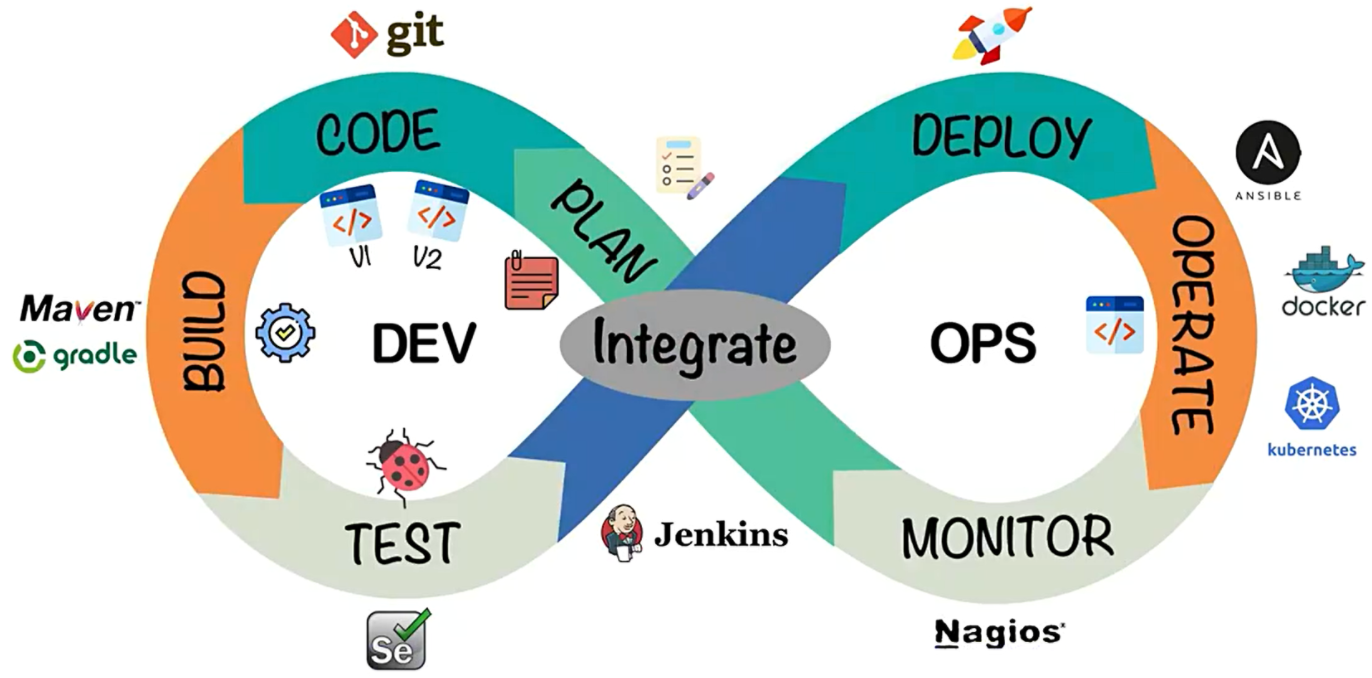 git
CODE
DEPLOY
PLAN
</>
</>
V1
V2
ANSIBLE
OPERATE
docker
Maven™
gradle
BUILD
DEV
Integrate
OPS
</>
kubernetes
TEST
Jenkins
MONITOR
Se
Nagios